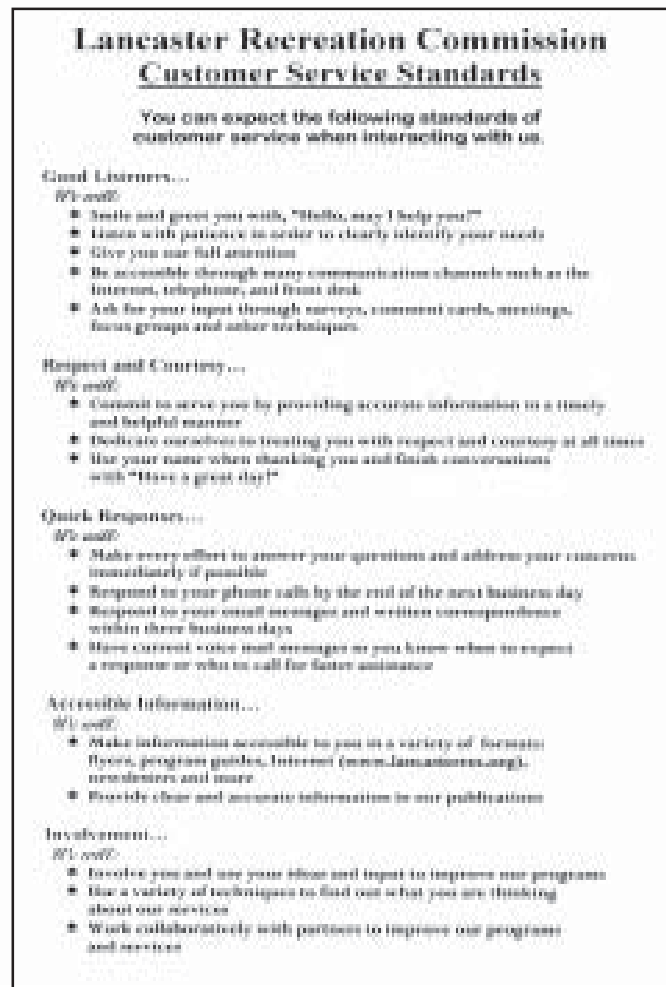 Lancaster Recreation Commission
Customer Service Standards
You can expect the following standards of
customer service when interacting with us.
Good Listeners...
We will:
• Smile and greet you with, "Hello, may I help you?"
• Listen with patience in order to clearly identify your needs
• Give you our full attention
• Be accessible through many communication channels such as the
Internet, telephone, and front desk
• Ask for your input through surveys, comment cards, meetings,
focus groups and other techniques
Respect and Courtesy...
We will:
• Commit to serve you by providing accurate information in a timely
and helpful manner
• Dedicate ourselves to treating you with respect and courtesy at all times
• Use your name when thanking you and finish conversations
with "Have a great day!"
Quick Responses...
We will:
• Make every effort to answer your questions and address your concerns
immediately if possible
• Respond to your phone calls by the end of the next business day
• Respond to your email messages and written correspondence
within three business days
• Have current voice mail messages so you know when to expect
a response or who to call for faster assistance
Accessible Information...
We will:
• Make information accessible to you in a variety of formats:
flyers, program guides, Internet
newsletters and more
• Provide clear and accurate information in our publications
Involvement...
We will:
• Involve you and use your ideas and input to improve our programs
• Use a variety of techniques to find out what you are thinking
about our services
• Work collaboratively with partners to improve our programs
and services